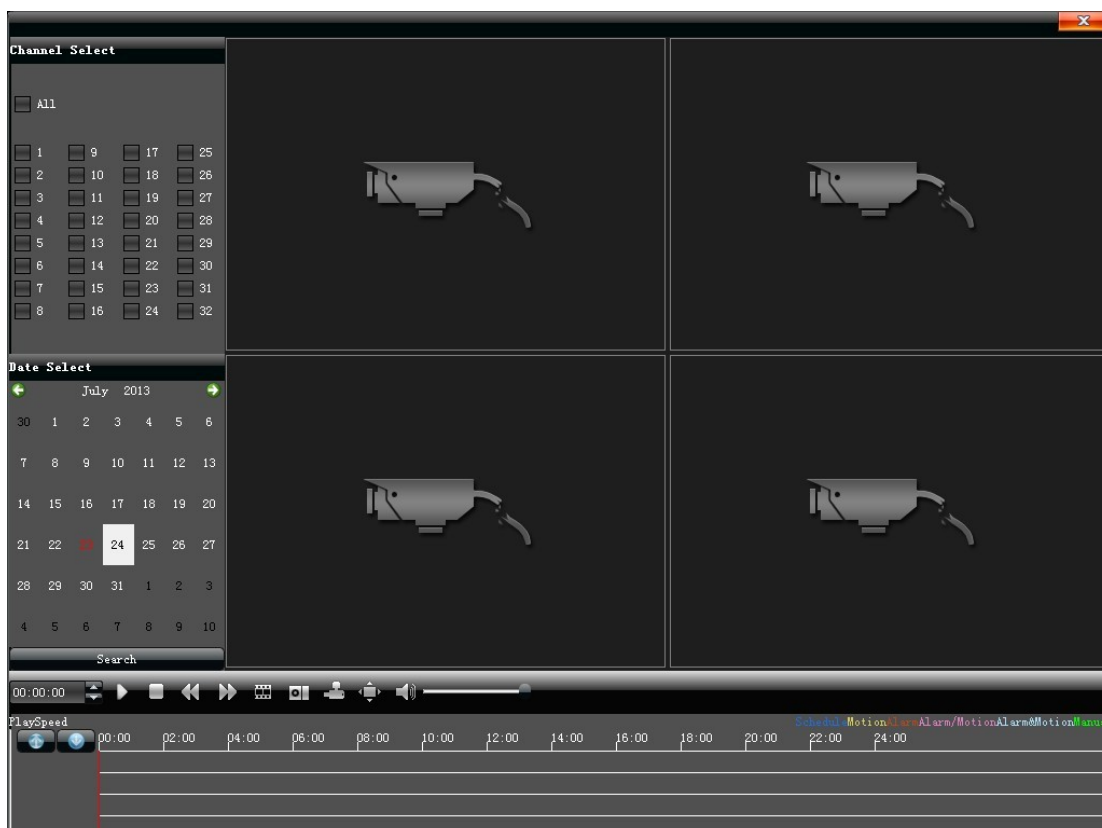 Channel Select
All
1 9 17 25
2 10 18 26
3 11 19 27
4 12 20 28
5 13 21 29
6 14 22 30
7 15 23 31
8 16 24 32
Date Select
July 2013
30 1 2 3 4 5 6
7 8 9 10 11 12 13
14 15 16 17 18 19 20
21 22 23 24 25 26 27
28 29 30 31 1 2 3
4 5 6 7 8 9 10
Search
00:00:00
PlaySpeed
Schedul Motion Alarm Alarm/Motion Alarm&Motion Manu
00:00 02:00 04:00 06:00 08:00 10:00 12:00 14:00 16:00 18:00 20:00 22:00 24:00